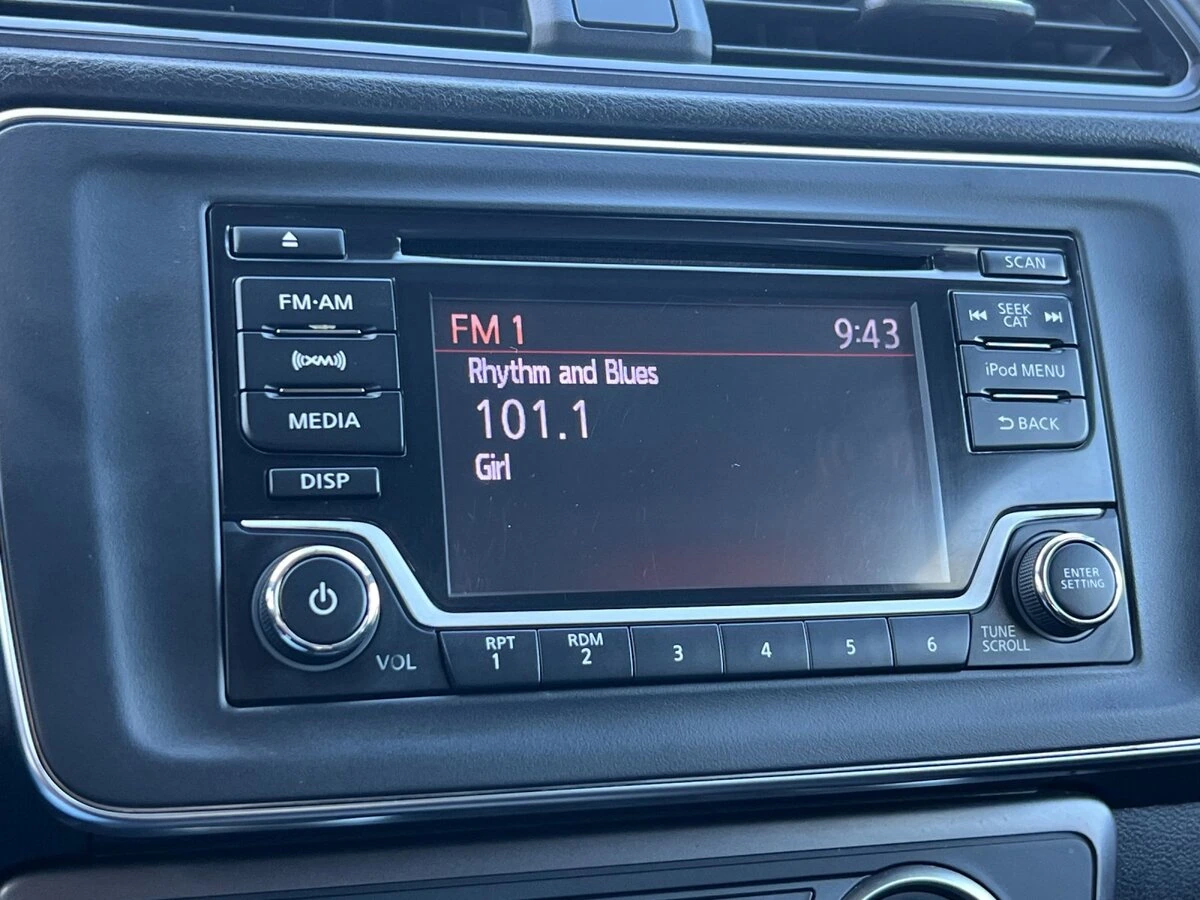 SCAN
FM·AM
SEEK
CAT
XM
iPod MENU
MEDIA
BACK
DISP
FM 1 9:43
Rhythm and Blues
101.1
Girl
ENTER
SETTING
VOL
RPT
1
RDM
2
3
4
5
6
TUNE
SCROLL